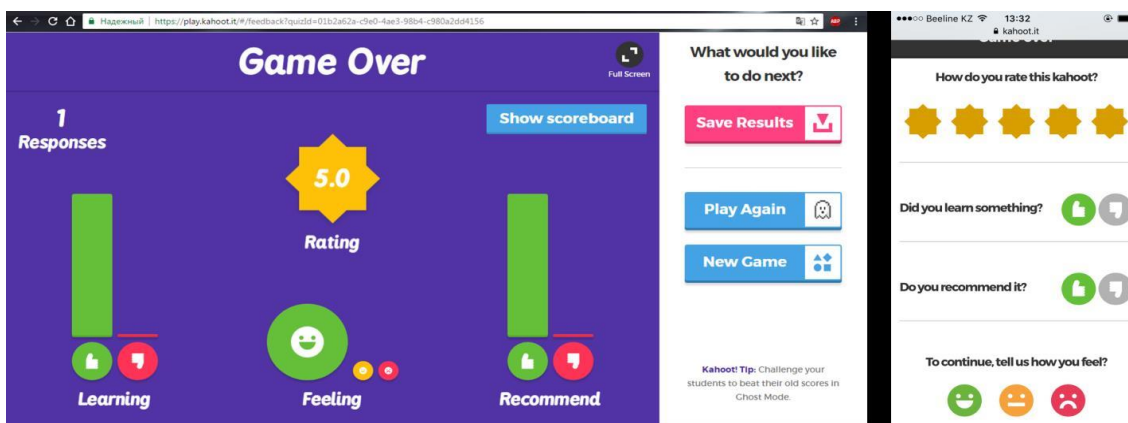 Надежный | https://play.kahoot.it/#/feedback?quizId=01b2a62a-c9e0-4ae3-98b4-c980a2dd4156
ABP
Game Over
Full Screen
1
Responses
Show scoreboard
5.0
Rating
Learning
Feeling
Recommend
What would you like
to do next?
Save Results
Play Again
New Game
Kahoot! Tip: Challenge your
students to beat their old scores in
Ghost Mode.
Beeline KZ 13:32
kahoot.it
How do you rate this kahoot?
Did you learn something?
Do you recommend it?
To continue, tell us how you feel?